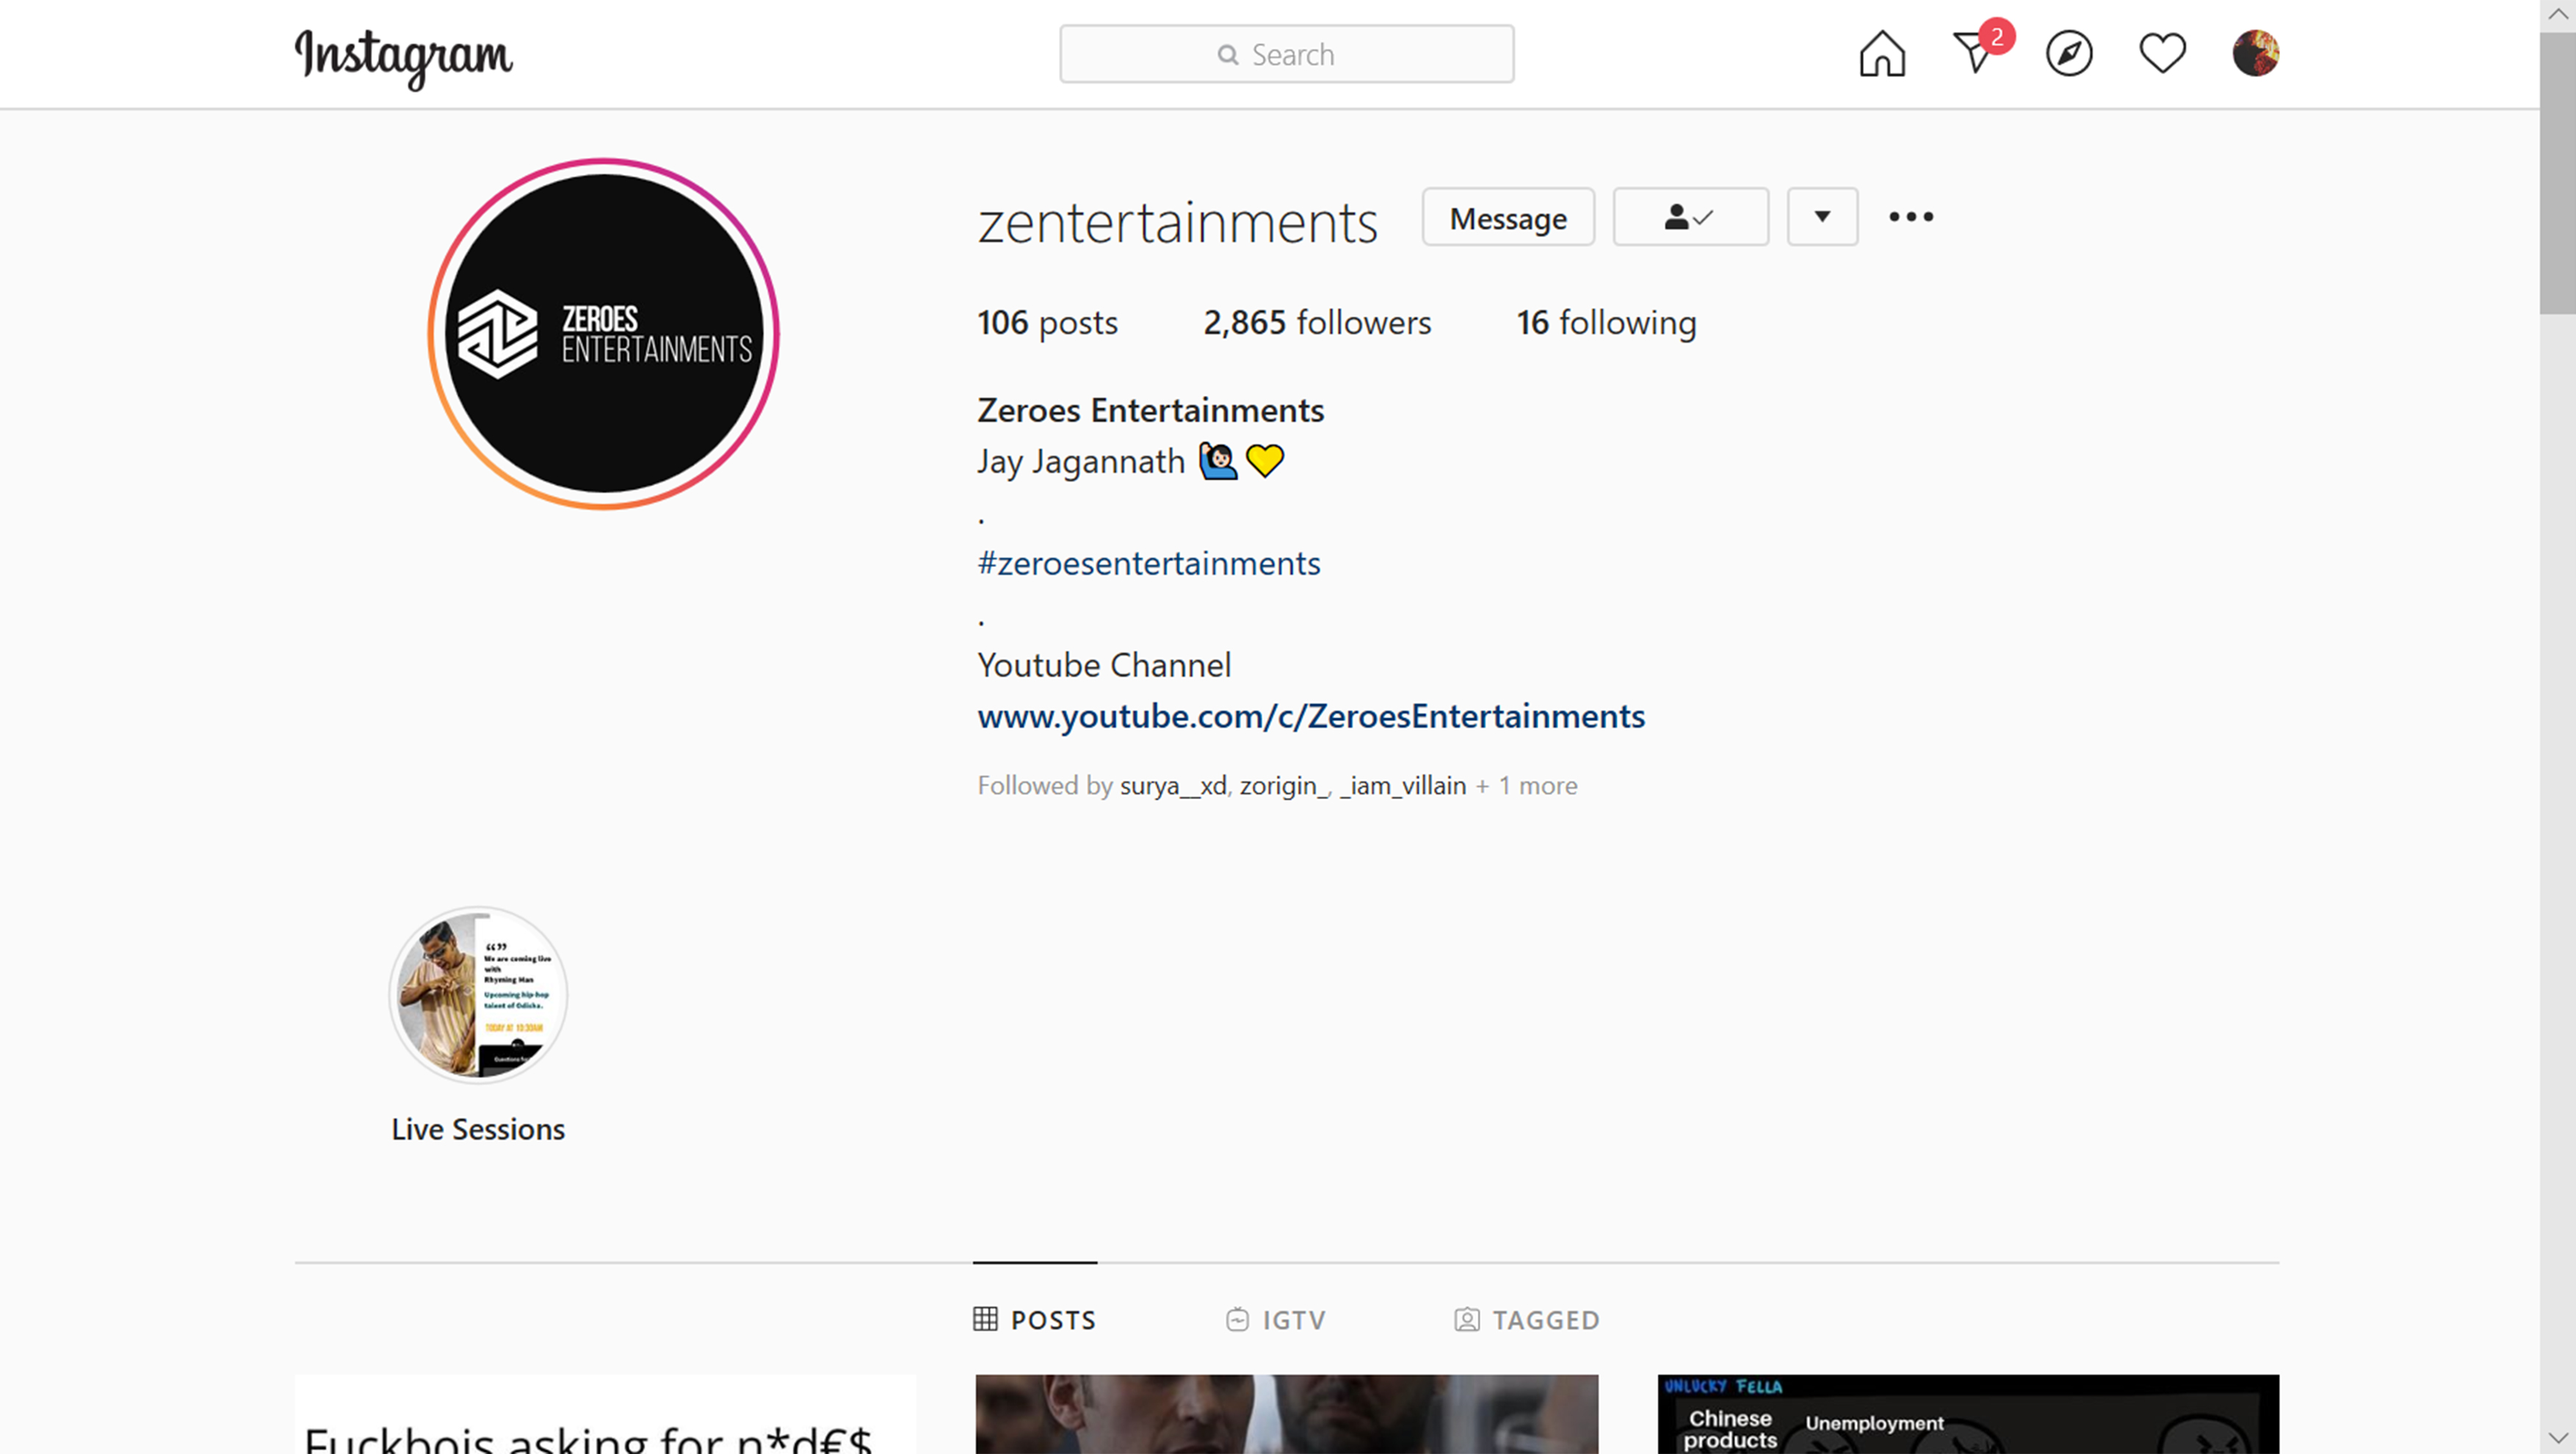 Instagram
Search
2
zentertainments Message
106 posts 2,865 followers 16 following
ZEROES
ENTERTAINMENTS
Zeroes Entertainments
Jay Jagannath 🙋🏻‍♂️💛
.
#zeroesentertainments
.
Youtube Channel
www.youtube.com/c/ZeroesEntertainments
Followed by surya__xd, zorigin_, _iam_villain + 1 more
“”
We are coming live
with
Rhyming Man
Upcoming hip-hop
talent of Odisha.
TODAY AT 10:30AM
Live Sessions
POSTS IGTV TAGGED
Fuckbois asking for n*d€$
UNLUCKY FELLA
Chinese
products
Unemployment